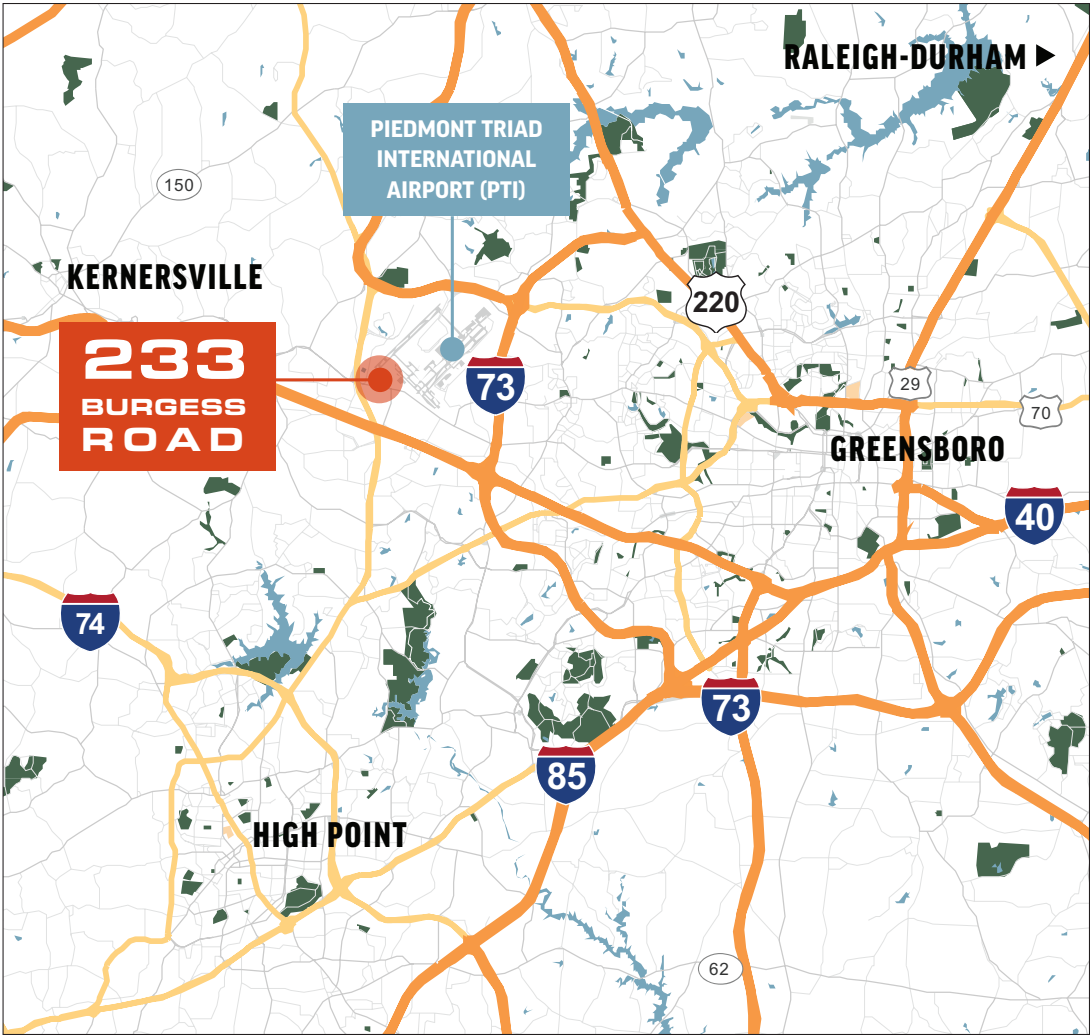 RALEIGH-DURHAM ▶
PIEDMONT TRIAD
INTERNATIONAL
AIRPORT (PTI)
150
KERNERSVILLE
220
233
BURGESS
ROAD
73
29
70
GREENSBORO
40
74
73
85
HIGH POINT
62